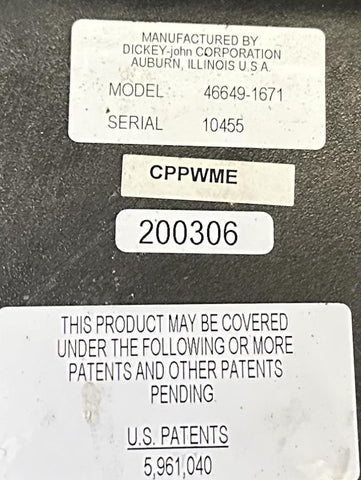 MANUFACTURED BY
DICKEY-john CORPORATION
AUBURN, ILLINOIS U.S.A.
MODEL 46649-1671
SERIAL 10455
CPPWME
200306
THIS PRODUCT MAY BE COVERED
UNDER THE FOLLOWING OR MORE
PATENTS AND OTHER PATENTS
PENDING
U.S. PATENTS
5,961,040